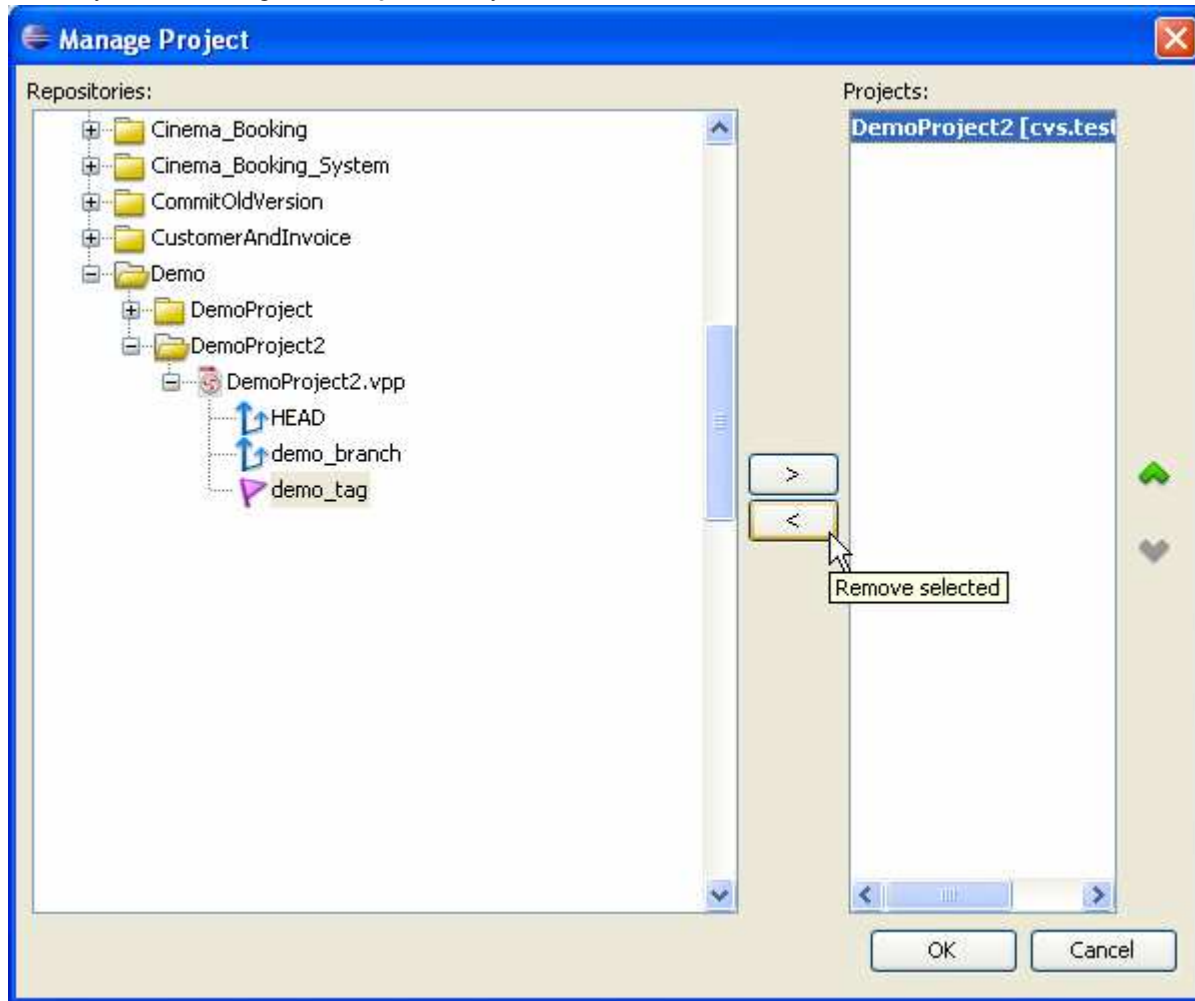 Manage Project
Repositories:
Projects:
Cinema_Booking
Cinema_Booking_System
CommitOldVersion
CustomerAndInvoice
Demo
DemoProject
DemoProject2
DemoProject2.vpp
HEAD
demo_branch
demo_tag
DemoProject2 [cvs.test
>
<
Remove selected
OK
Cancel